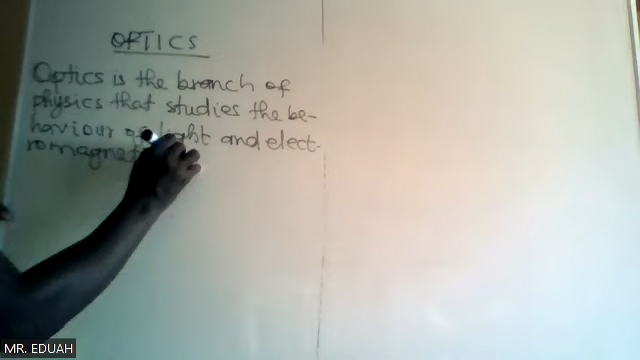 OPTICS
Optics is the branch of
physics that studies the be-
haviour of light and elect-
romagnet
MR. EDUAH